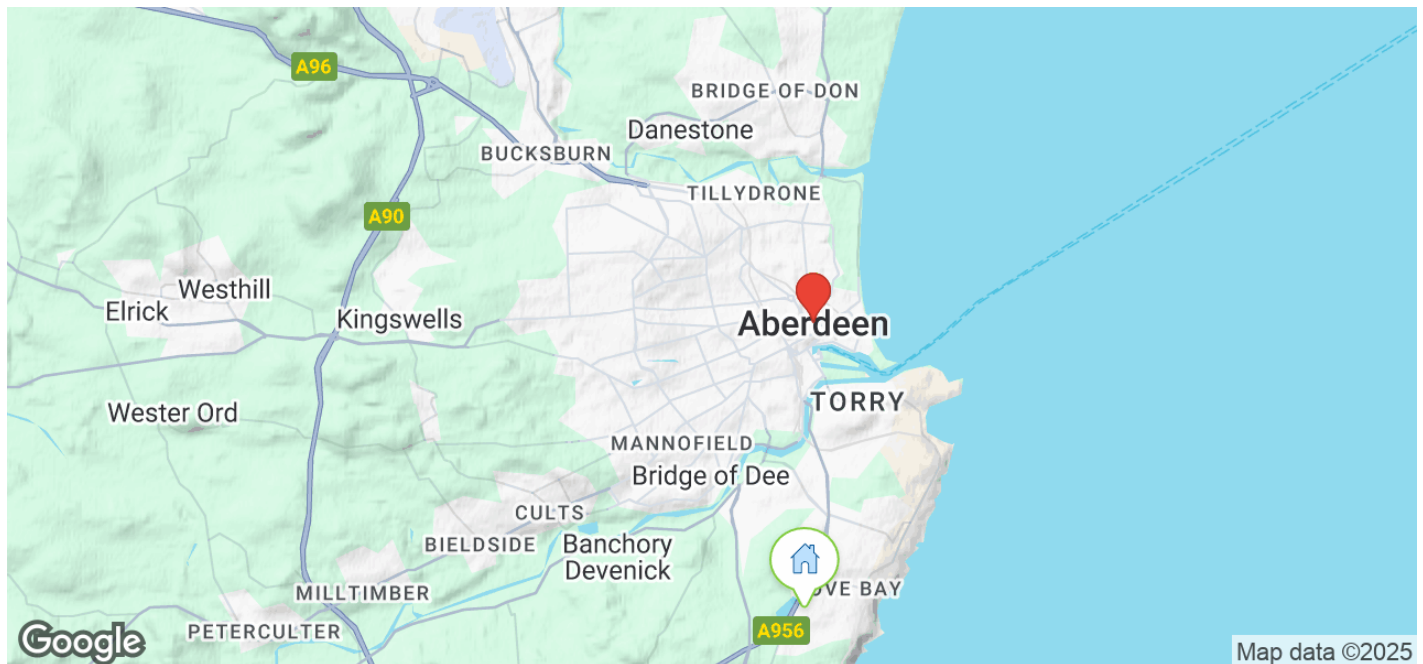 A96
BRIDGE OF DON
Danestone
BUCKSBURN
TILLYDRONE
A90
Westhill
Elrick
Kingswells
Aberdeen
TORRY
Wester Ord
MANNOFIELD
Bridge of Dee
CULTS
BIELDSIDE
Banchory
Devenick
MILLTIMBER
OVE BAY
PETERCULTER
A956
Google
Map data ©2025